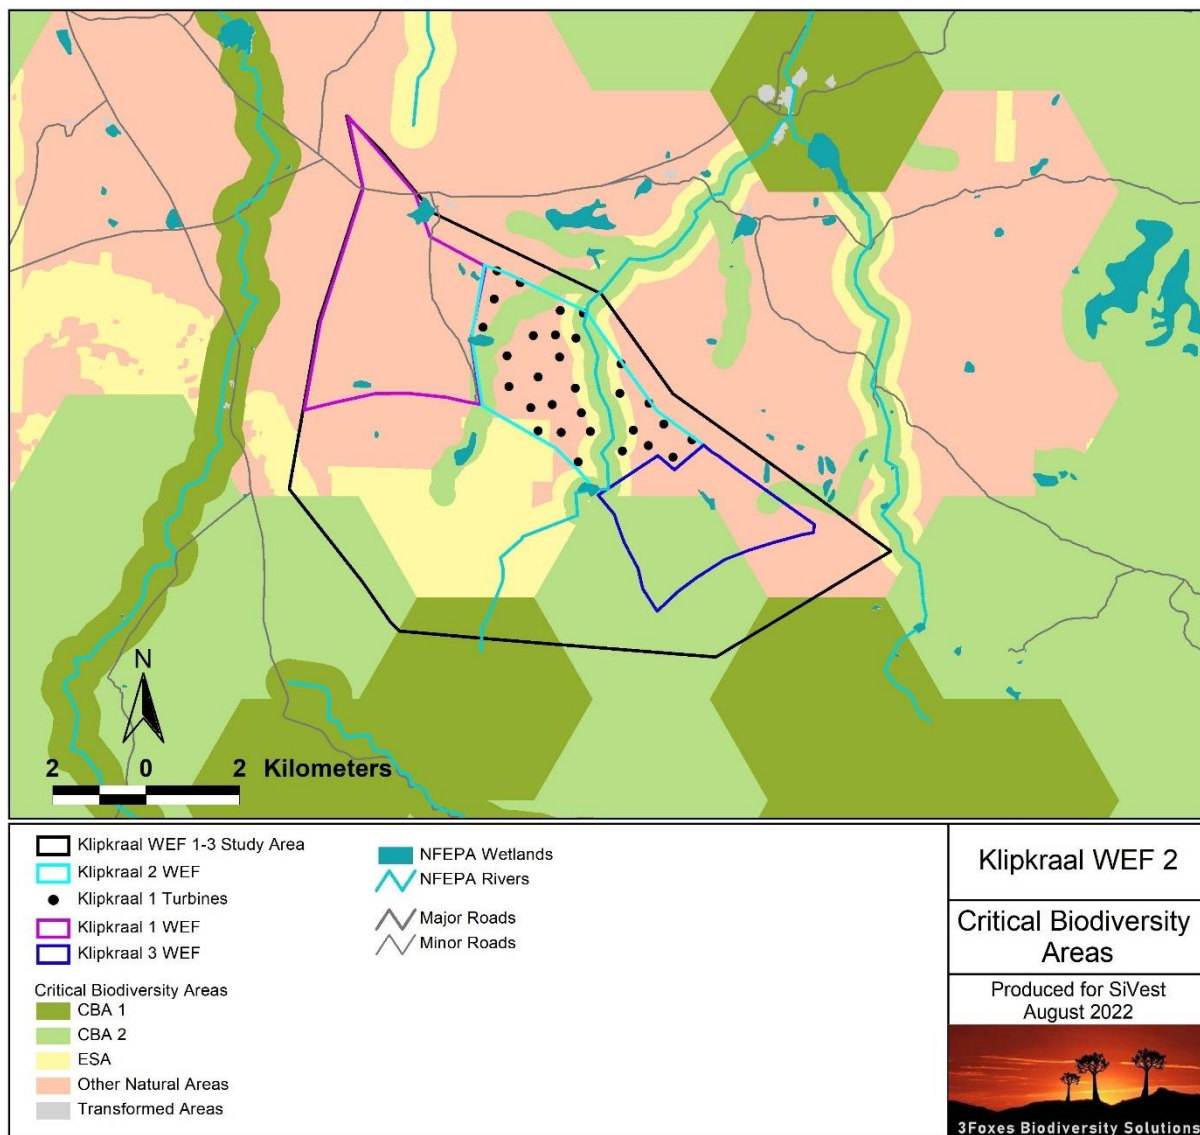 N
2 0 2 Kilometers
Klipkraal WEF 1-3 Study Area
Klipkraal 2 WEF
Klipkraal 1 Turbines
Klipkraal 1 WEF
Klipkraal 3 WEF
Critical Biodiversity Areas
CBA 1
CBA 2
ESA
Other Natural Areas
Transformed Areas
NFEPA Wetlands
NFEPA Rivers
Major Roads
Minor Roads
Klipkraal WEF 2
Critical Biodiversity
Areas
Produced for SiVest
August 2022
3Foxes Biodiversity Solutions